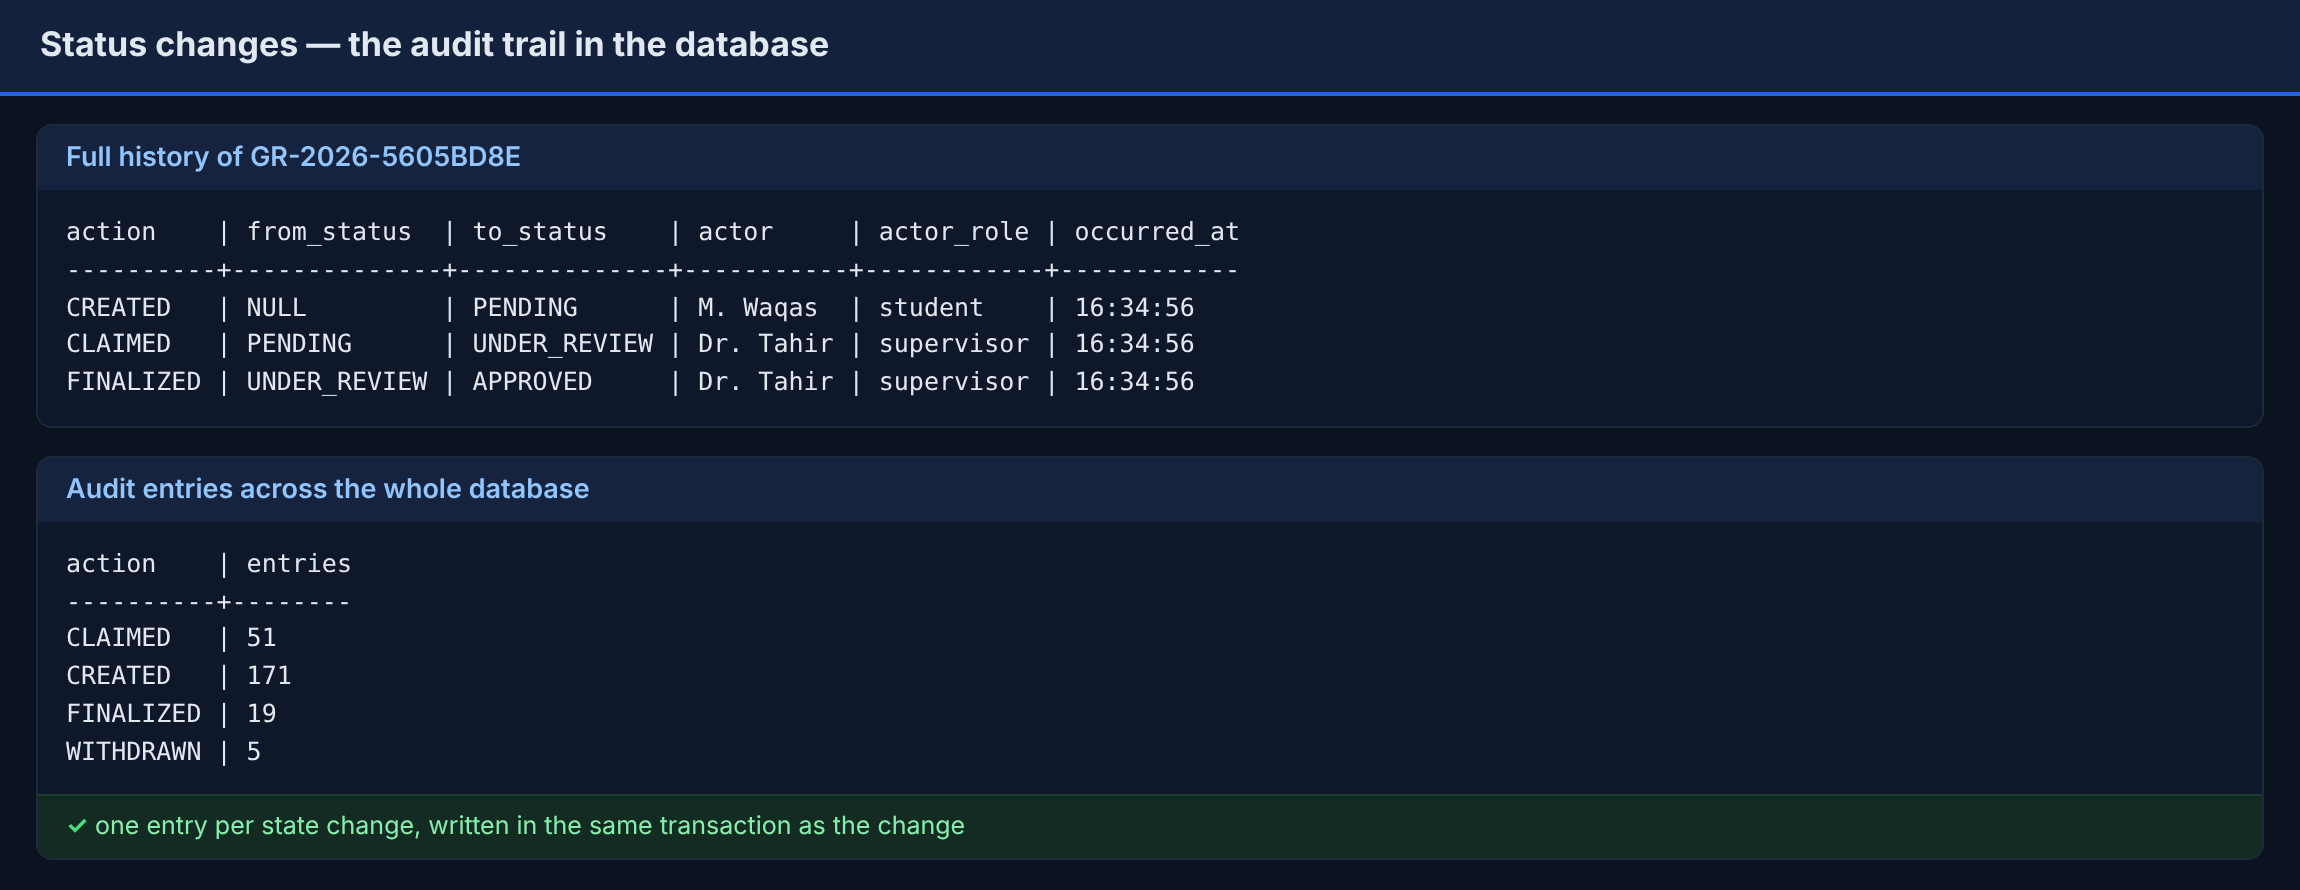 Status changes — the audit trail in the database
Full history of GR-2026-5605BD8E
action    | from_status  | to_status    | actor     | actor_role | occurred_at
----------+--------------+--------------+-----------+------------+------------
CREATED   | NULL         | PENDING      | M. Waqas  | student    | 16:34:56
CLAIMED   | PENDING      | UNDER_REVIEW | Dr. Tahir | supervisor | 16:34:56
FINALIZED | UNDER_REVIEW | APPROVED     | Dr. Tahir | supervisor | 16:34:56
Audit entries across the whole database
action    | entries
----------+--------
CLAIMED   | 51
CREATED   | 171
FINALIZED | 19
WITHDRAWN | 5
✓ one entry per state change, written in the same transaction as the change